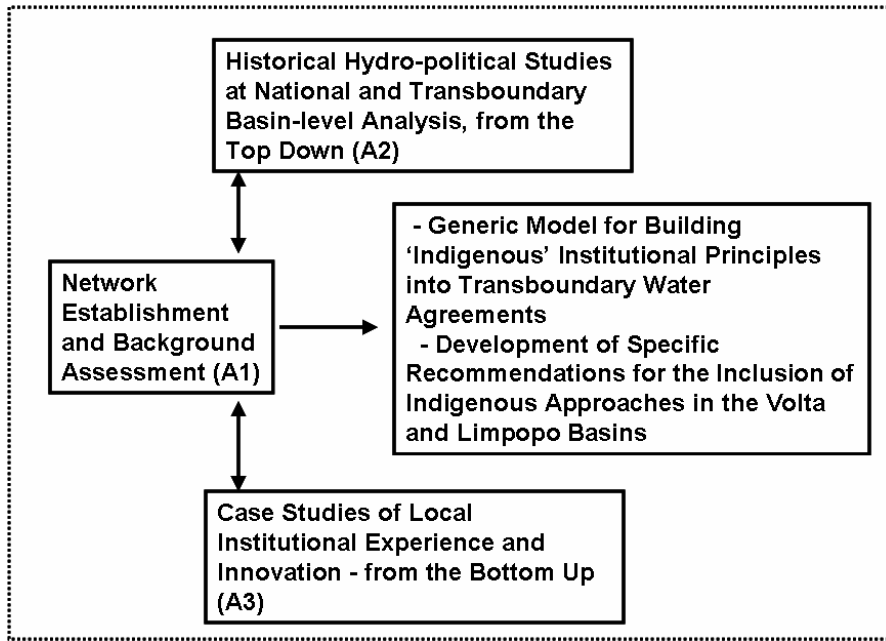 Historical Hydro-political Studies
at National and Transboundary
Basin-level Analysis, from the
Top Down (A2)
Network
Establishment
and Background
Assessment (A1)
- Generic Model for Building
‘Indigenous’ Institutional Principles
into Transboundary Water
Agreements
- Development of Specific
Recommendations for the Inclusion of
Indigenous Approaches in the Volta
and Limpopo Basins
Case Studies of Local
Institutional Experience and
Innovation - from the Bottom Up
(A3)